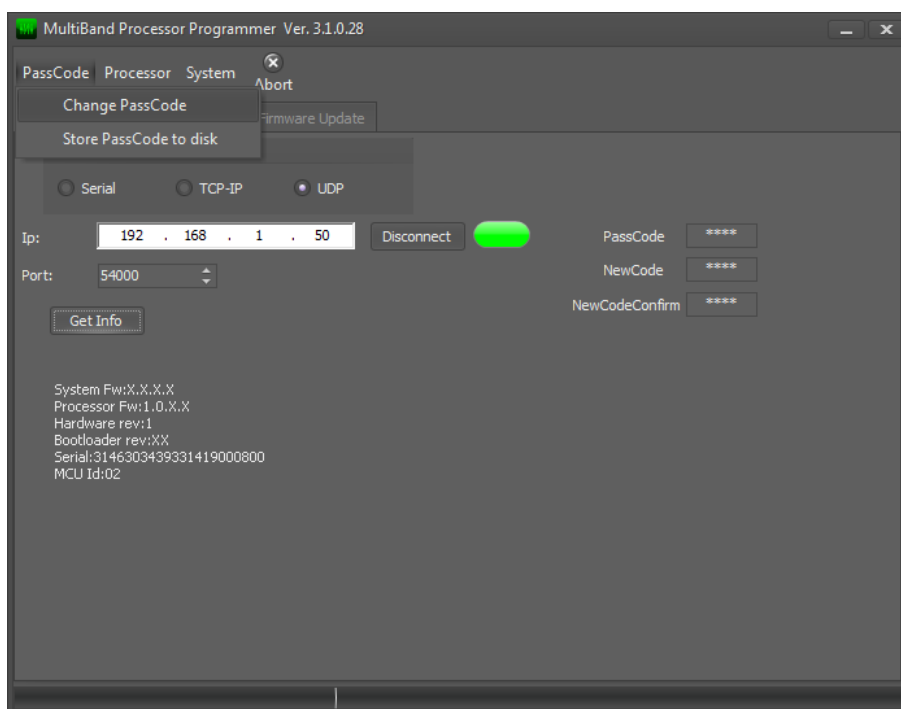 MultiBand Processor Programmer Ver. 3.1.0.28
PassCode Processor System Abort
Change PassCode
Store PassCode to disk
Firmware Update
Serial TCP-IP UDP
Ip: 192 . 168 . 1 . 50 Disconnect PassCode ****
Port: 54000 NewCode ****
NewCodeConfirm ****
Get Info
System Fw:X.X.X.X
Processor Fw:1.0.X.X
Hardware rev:1
Bootloader rev:XX
Serial:3146303439331419000800
MCU Id:02